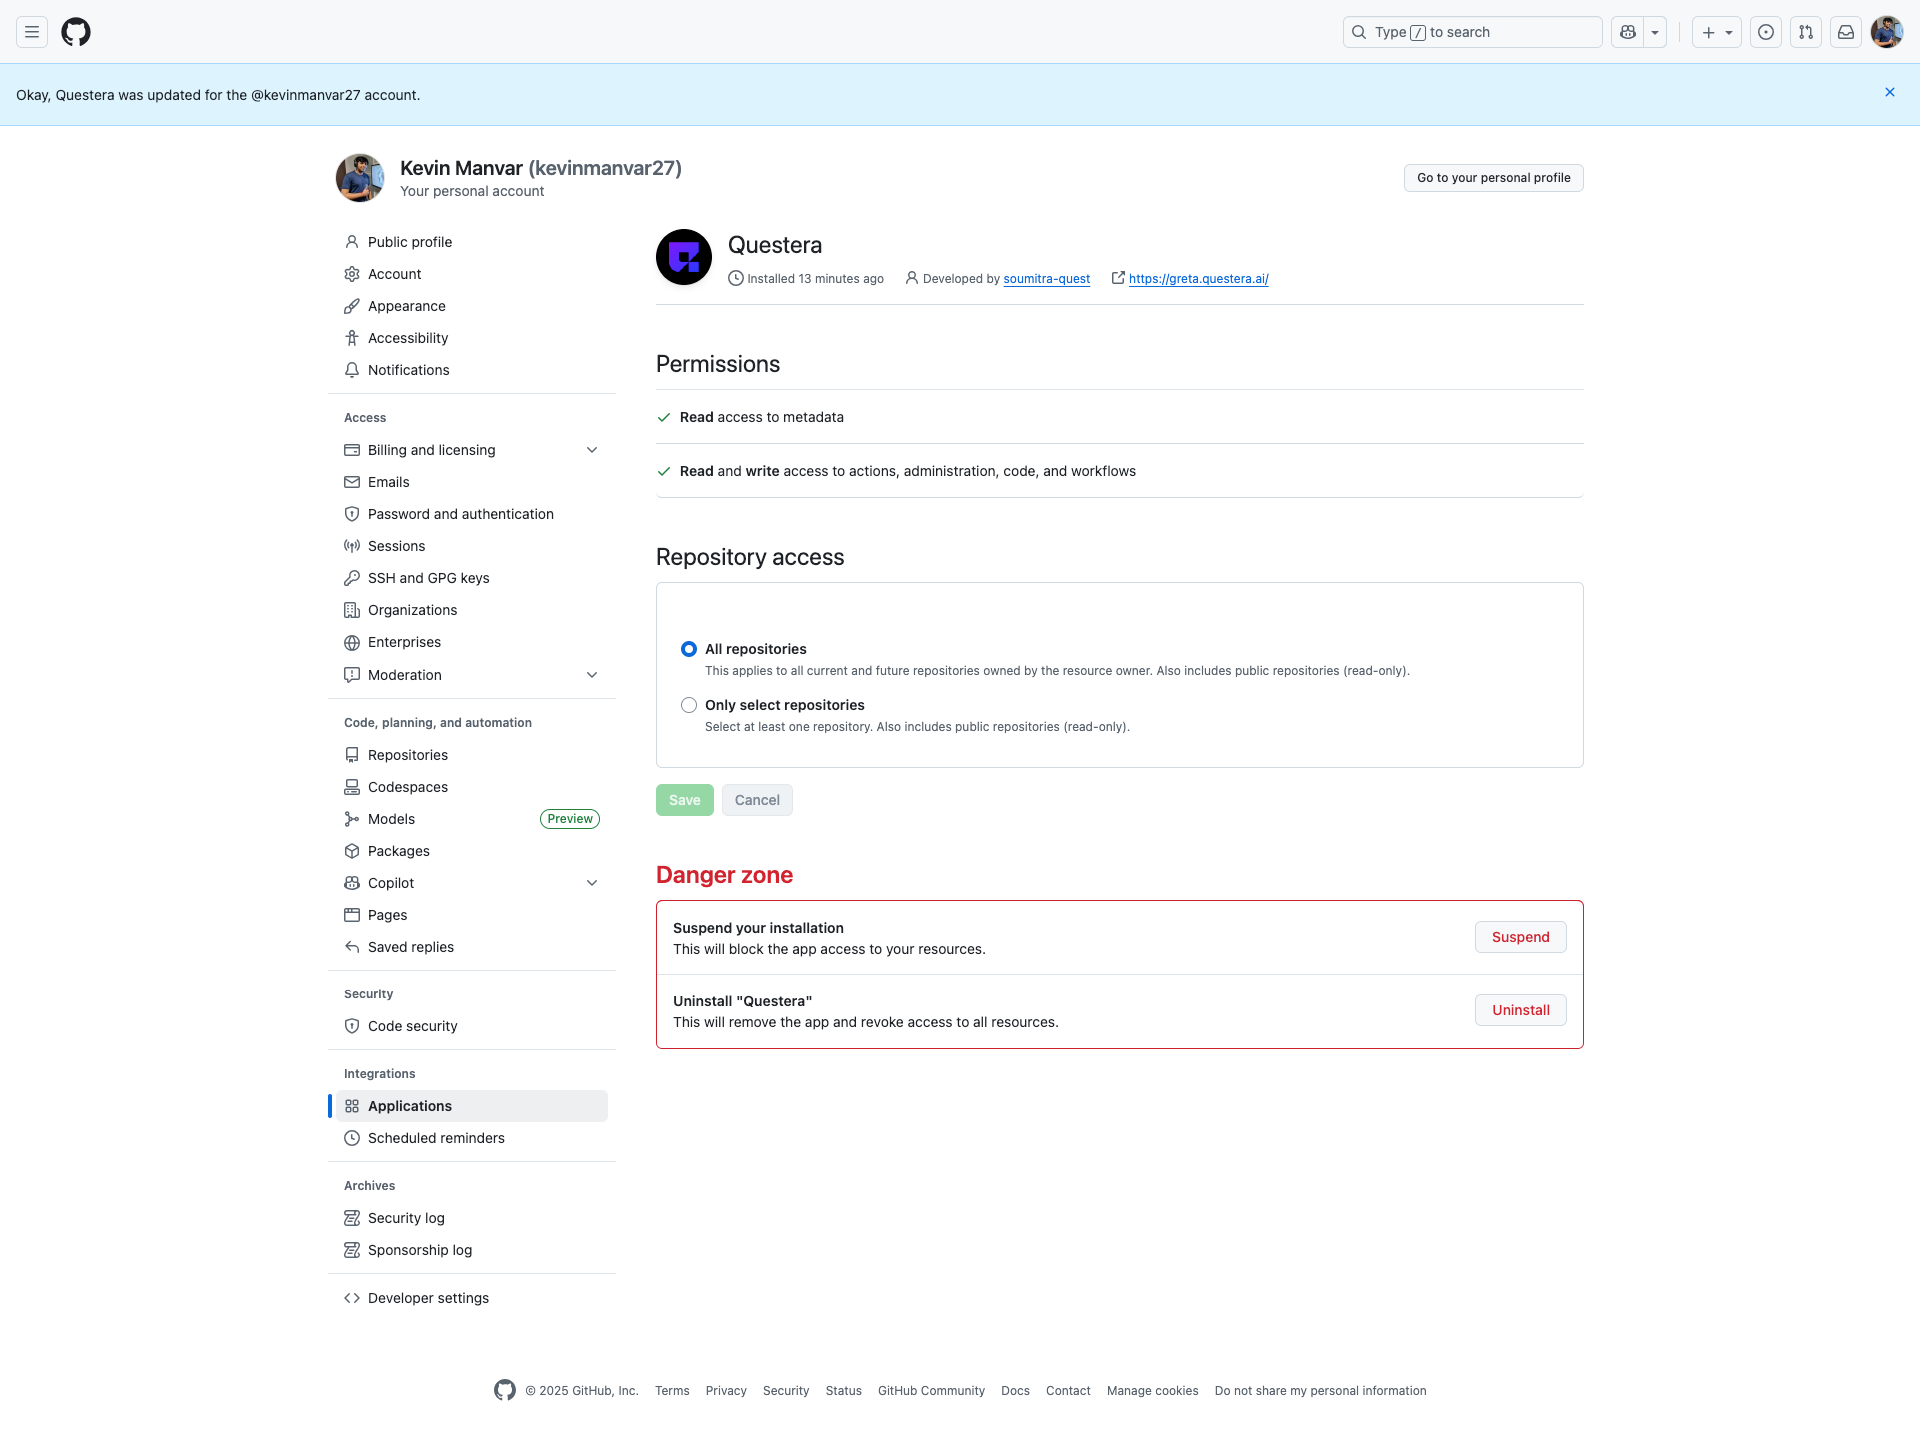 Type / to search
Okay, Questera was updated for the @kevinmanvar27 account.
Kevin Manvar (kevinmanvar27)
Your personal account
Go to your personal profile
Public profile
Account
Appearance
Accessibility
Notifications
Access
Billing and licensing
Emails
Password and authentication
Sessions
SSH and GPG keys
Organizations
Enterprises
Moderation
Code, planning, and automation
Repositories
Codespaces
Models Preview
Packages
Copilot
Pages
Saved replies
Security
Code security
Integrations
Applications
Scheduled reminders
Archives
Security log
Sponsorship log
Developer settings
Questera
Installed 13 minutes ago Developed by soumitra-quest https://greta.questera.ai/
Permissions
Read access to metadata
Read and write access to actions, administration, code, and workflows
Repository access
All repositories
This applies to all current and future repositories owned by the resource owner. Also includes public repositories (read-only).
Only select repositories
Select at least one repository. Also includes public repositories (read-only).
Save Cancel
Danger zone
Suspend your installation
This will block the app access to your resources.
Suspend
Uninstall "Questera"
This will remove the app and revoke access to all resources.
Uninstall
© 2025 GitHub, Inc. Terms Privacy Security Status GitHub Community Docs Contact Manage cookies Do not share my personal information